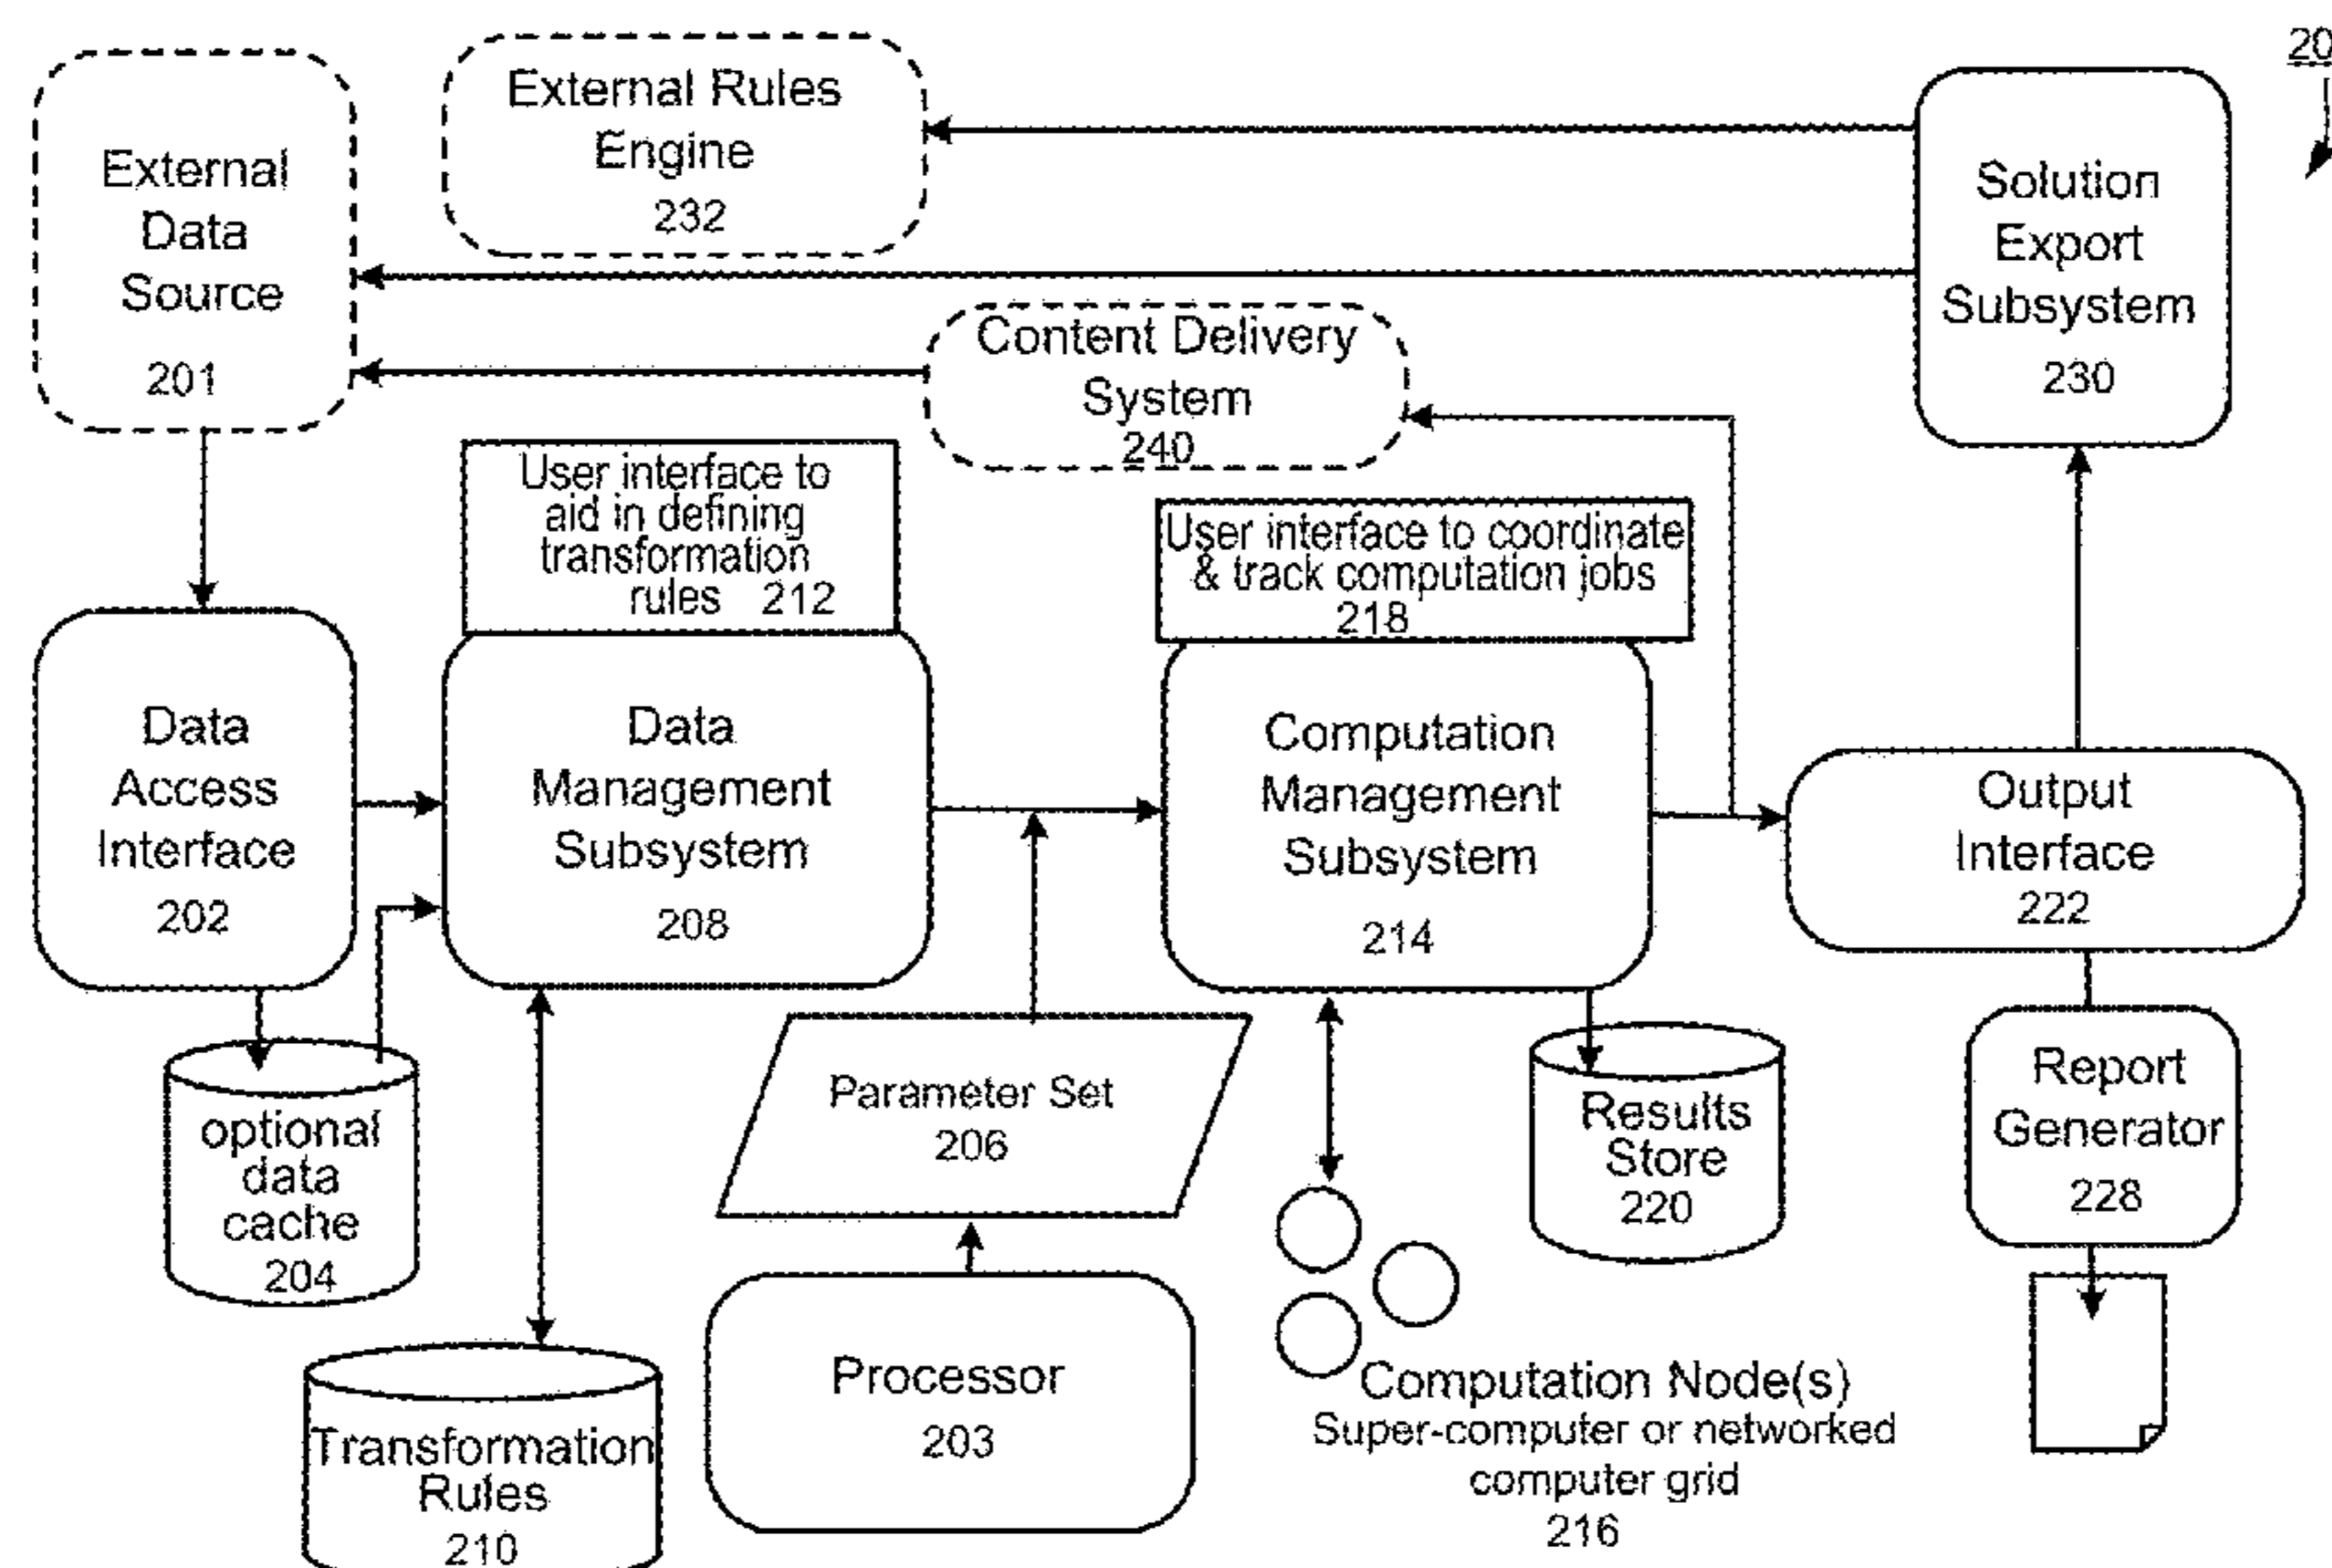 External Data Source
201
External Rules
Engine
232
20
Solution
Export
Subsystem
230
Content Delivery
System
240
User interface to
aid in defining
transformation
rules 212
User interface to coordinate
& track computation jobs
218
Data
Access
Interface
202
Data
Management
Subsystem
208
Computation
Management
Subsystem
214
Output
Interface
222
optional
data
cache
204
Parameter Set
206
Results
Store
220
Report
Generator
228
Transformation
Rules
210
Processor
203
Computation Node(s)
Super-computer or networked
computer grid
216